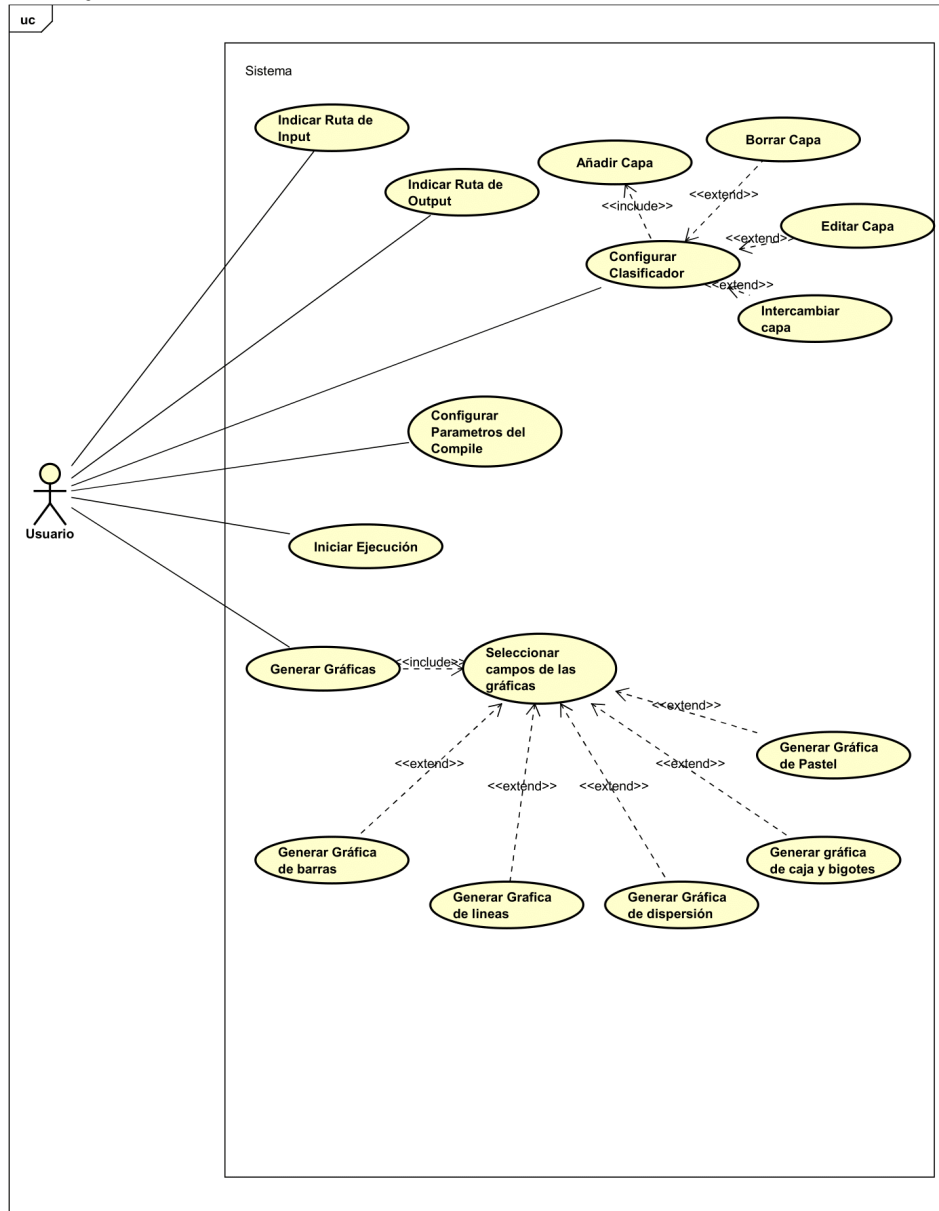 uc
Sistema
Indicar Ruta de
Input
Borrar Capa
Añadir Capa
Indicar Ruta de
Output
<<extend>>
<<include>>
Editar Capa
<<extend>>
Configurar
Clasificador
<<extend>>
Intercambiar
capa
Configurar
Parametros del
Compile
Usuario
Iniciar Ejecución
Generar Gráficas
<<include>>
Seleccionar
campos de las
gráficas
<<extend>>
Generar Gráfica
de Pastel
<<extend>>
<<extend>>
<<extend>>
<<extend>>
Generar Gráfica
de barras
Generar gráfica
de caja y bigotes
Generar Grafica
de lineas
Generar Gráfica
de dispersión